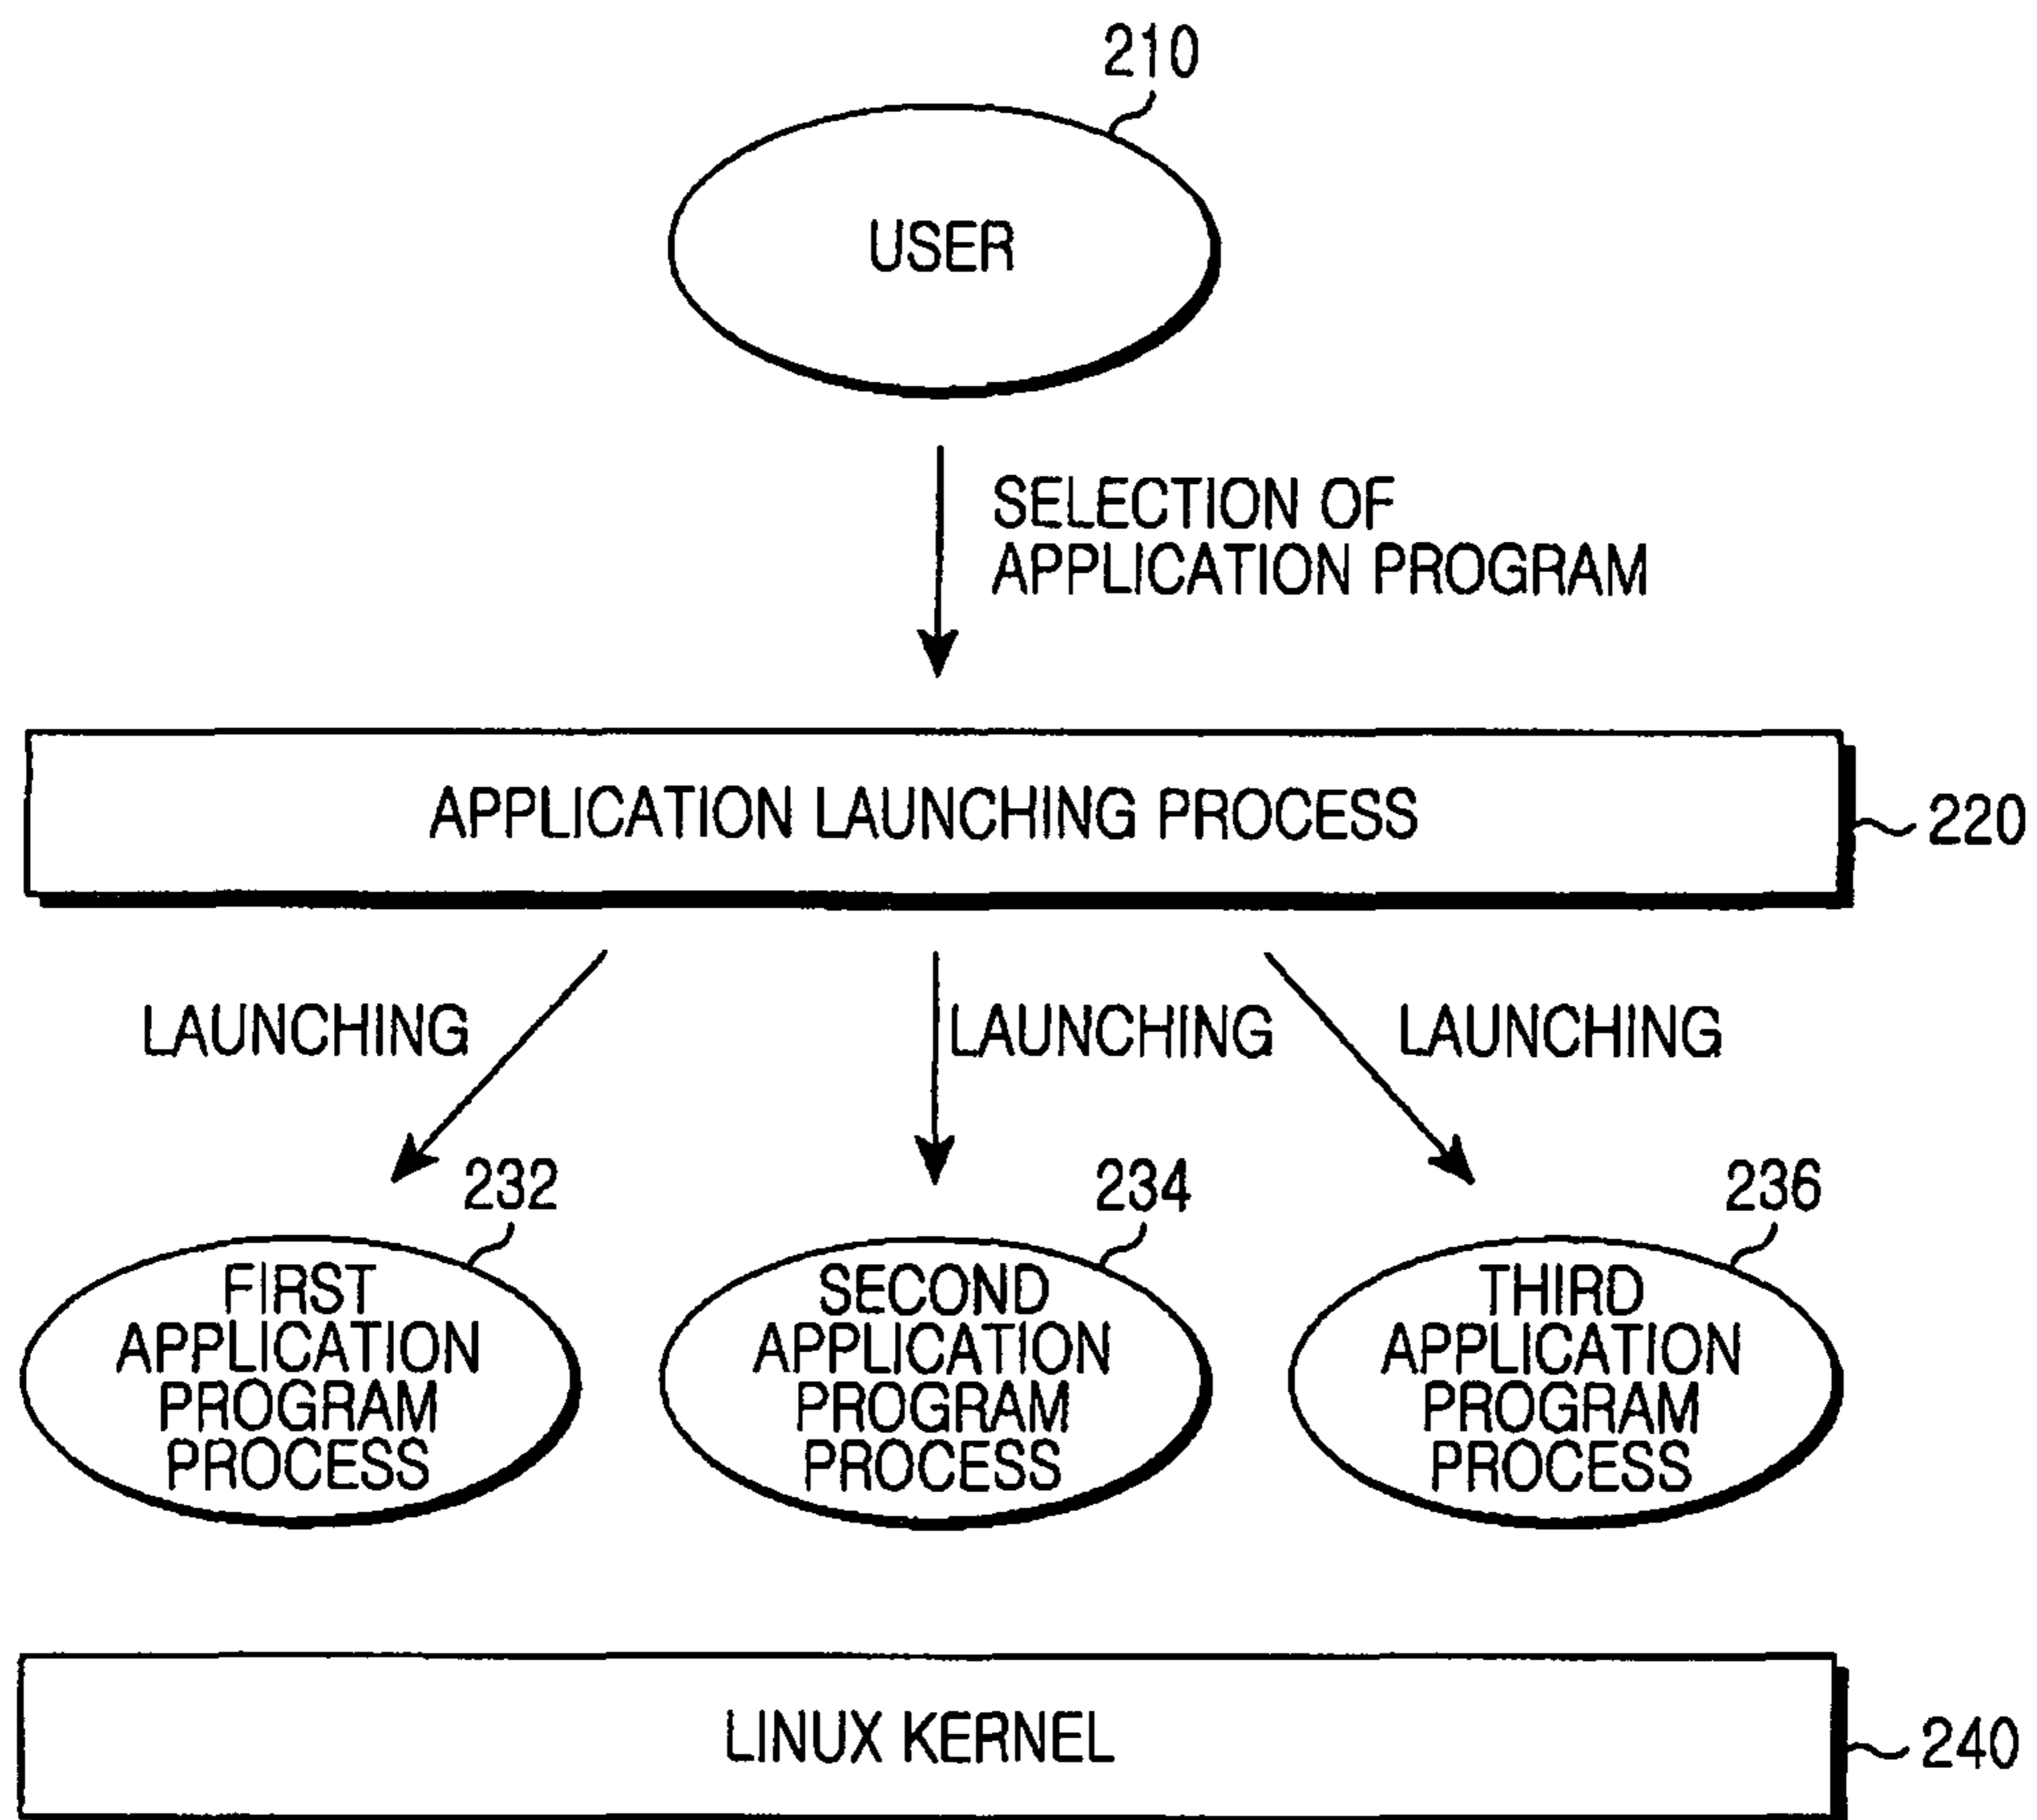 210
USER
SELECTION OF
APPLICATION PROGRAM
APPLICATION LAUNCHING PROCESS
220
LAUNCHING
LAUNCHING
LAUNCHING
232
234
236
FIRST
APPLICATION
PROGRAM
PROCESS
SECOND
APPLICATION
PROGRAM
PROCESS
THIRD
APPLICATION
PROGRAM
PROCESS
LINUX KERNEL
240